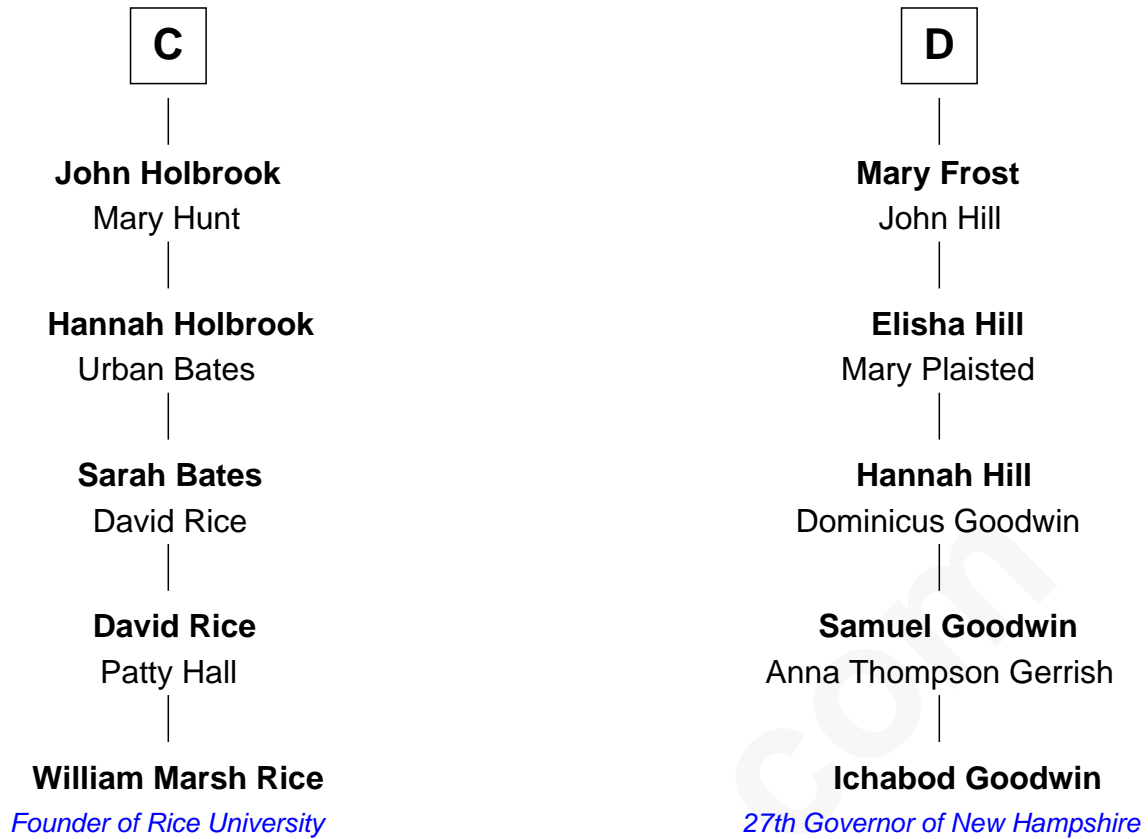 C
John Holbrook
Mary Hunt
Hannah Holbrook
Urban Bates
Sarah Bates
David Rice
David Rice
Patty Hall
William Marsh Rice
Founder of Rice University
D
Mary Frost
John Hill
Elisha Hill
Mary Plaisted
Hannah Hill
Dominicus Goodwin
Samuel Goodwin
Anna Thompson Gerrish
Ichabod Goodwin
27th Governor of New Hampshire
com